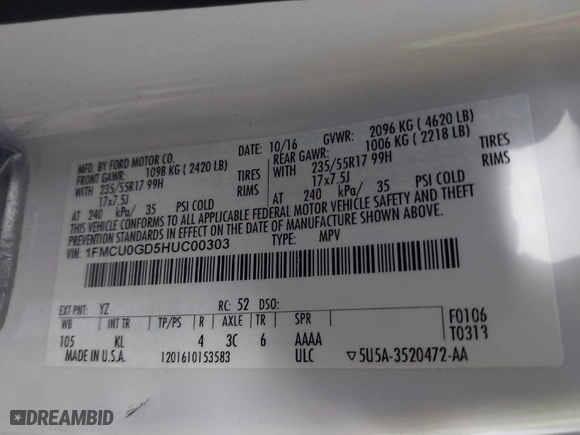 MFD. BY FORD MOTOR CO.
DATE: 10/16 GVWR: 2096 KG ( 4620 LB)
FRONT GAWR: 1098 KG ( 2420 LB) REAR GAWR: 1006 KG ( 2218 LB)
WITH 235/55R17 99H TIRES WITH 235/55R17 99H TIRES
17x7.5J RIMS 17x7.5J RIMS
AT 240 kPa/ 35 PSI COLD AT 240 kPa/ 35 PSI COLD
THIS VEHICLE CONFORMS TO ALL APPLICABLE FEDERAL MOTOR VEHICLE SAFETY AND THEFT
PREVENTION STANDARDS IN EFFECT ON THE DATE OF MANUFACTURE SHOWN ABOVE.
VIN: 1FMCU0GD5HUC00303 TYPE: MPV
EXT PNT: YZ RC: 52 DSO:
WB INT TR TP/PS R AXLE TR SPR F0106
105 KL 4 3C 6 AAAA T0313
MADE IN U.S.A. 1201610153583 ULC ▽5U5A-3520472-AA
DREAMBID